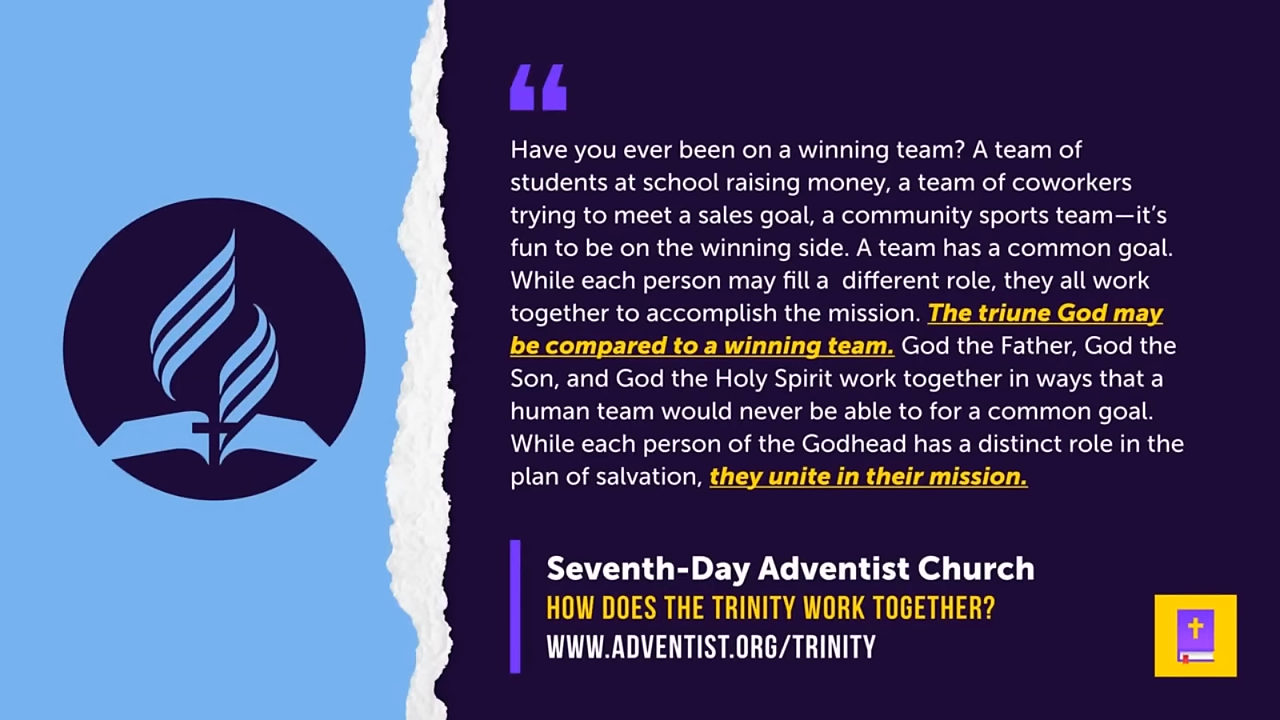 ❝
Have you ever been on a winning team? A team of
students at school raising money, a team of coworkers
trying to meet a sales goal, a community sports team—it’s
fun to be on the winning side. A team has a common goal.
While each person may fill a  different role, they all work
together to accomplish the mission. The triune God may
be compared to a winning team. God the Father, God the
Son, and God the Holy Spirit work together in ways that a
human team would never be able to for a common goal.
While each person of the Godhead has a distinct role in the
plan of salvation, they unite in their mission.
Seventh-Day Adventist Church
HOW DOES THE TRINITY WORK TOGETHER?
WWW.ADVENTIST.ORG/TRINITY